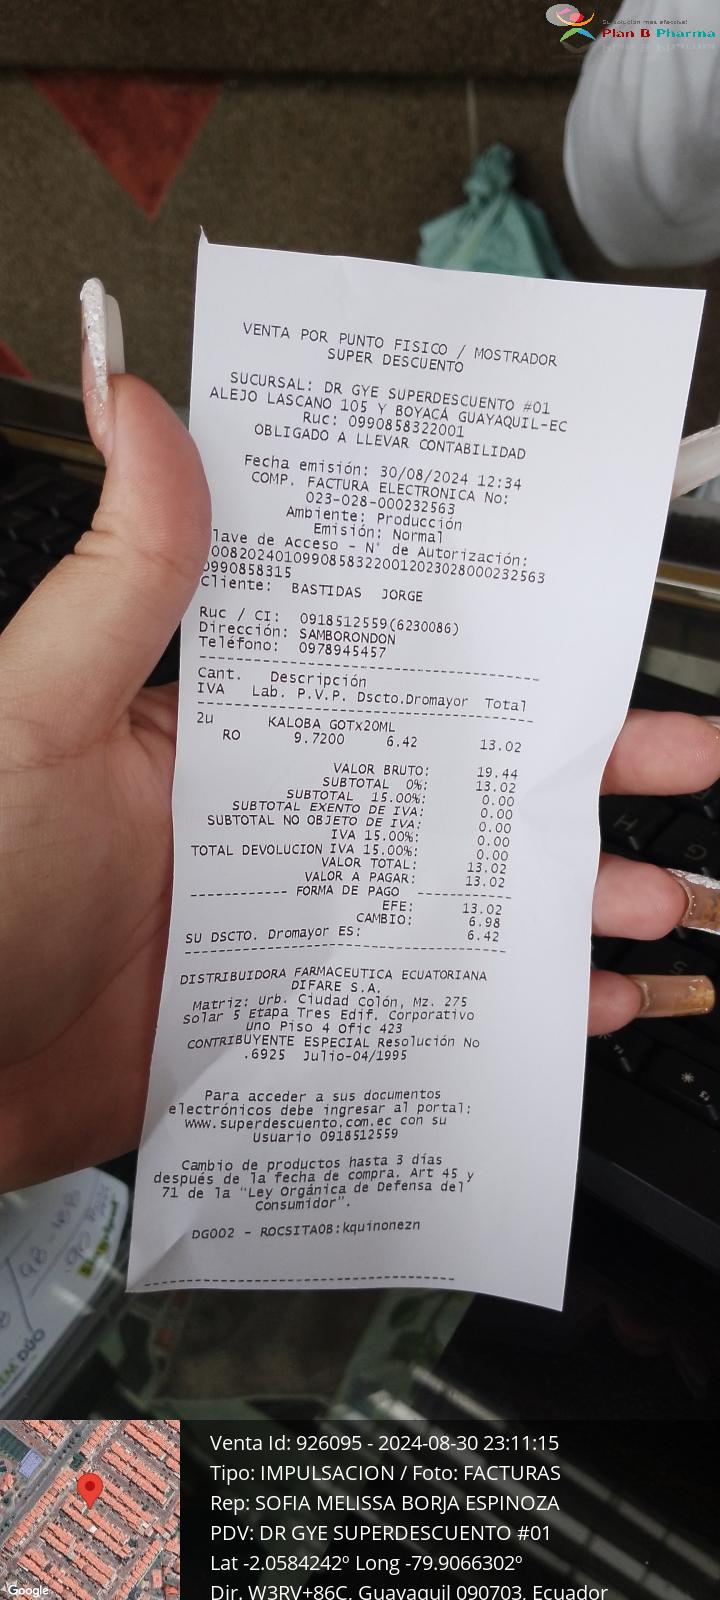 Su solución mas efectiva!
Plan B Pharma
VENTA POR PUNTO FISICO / MOSTRADOR
SUPER DESCUENTO
SUCURSAL: DR GYE SUPERDESCUENTO #01
ALEJO LASCANO 105 Y BOYACÁ GUAYAQUIL-EC
Ruc: 0990858322001
OBLIGADO A LLEVAR CONTABILIDAD
Fecha emisión: 30/08/2024 12:34
COMP. FACTURA ELECTRONICA No:
023-028-000232563
Ambiente: Producción
Emisión: Normal
lave de Acceso - N° de Autorización:
00820240109908583220012023028000232563
0990858315
Cliente: BASTIDAS JORGE
Ruc / CI: 0918512559(6230086)
Dirección: SAMBORONDON
Teléfono: 0978945457
Cant. Descripción
IVA Lab. P.V.P. Dscto.Dromayor Total
2u KALOBA GOTx20ML
RO 9.7200 6.42 13.02
VALOR BRUTO: 19.44
SUBTOTAL 0%: 13.02
SUBTOTAL 15.00%: 0.00
SUBTOTAL EXENTO DE IVA: 0.00
SUBTOTAL NO OBJETO DE IVA: 0.00
IVA 15.00%: 0.00
TOTAL DEVOLUCION IVA 15.00%: 0.00
VALOR TOTAL: 13.02
VALOR A PAGAR: 13.02
------------ FORMA DE PAGO ------------
EFE: 13.02
CAMBIO: 6.98
SU DSCTO. Dromayor ES: 6.42
DISTRIBUIDORA FARMACEUTICA ECUATORIANA
DIFARE S.A.
Matriz: Urb. Ciudad Colón, Mz. 275
Solar 5 Etapa Tres Edif. Corporativo
Uno Piso 4 Ofic 423
CONTRIBUYENTE ESPECIAL Resolución No
.6925 Julio-04/1995
Para acceder a sus documentos
electrónicos debe ingresar al portal:
www.superdescuento.com.ec con su
Usuario 0918512559
Cambio de productos hasta 3 días
después de la fecha de compra. Art 45 y
71 de la "Ley Orgánica de Defensa del
Consumidor".
DG002 - ROCSITA08:kquinonezn
Venta Id: 926095 - 2024-08-30 23:11:15
Tipo: IMPULSACION / Foto: FACTURAS
Rep: SOFIA MELISSA BORJA ESPINOZA
PDV: DR GYE SUPERDESCUENTO #01
Lat -2.0584242º Long -79.9066302º
Dir. W3RV+86C, Guayaquil 090703, Ecuador
Google